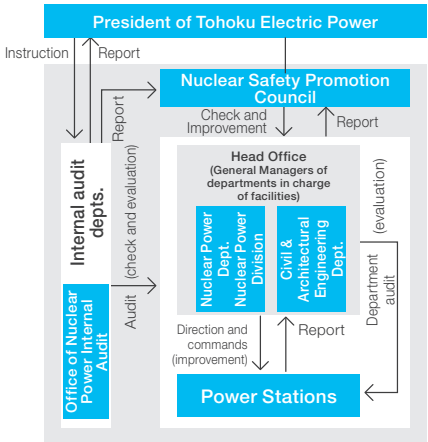 President of Tohoku Electric Power
Instruction
Report
Nuclear Safety Promotion
Council
Report
Check and
Improvement
Report
Internal audit
depts.
Office of Nuclear
Power Internal
Audit
Audit (check and evaluation)
Head Office
(General Managers of
departments in charge
of facilities)
Nuclear Power
Dept.
Nuclear Power
Division
Civil &
Architectural
Engineering
Dept.
Department
audit
(evaluation)
Direction and
commands
(improvement)
Report
Power Stations